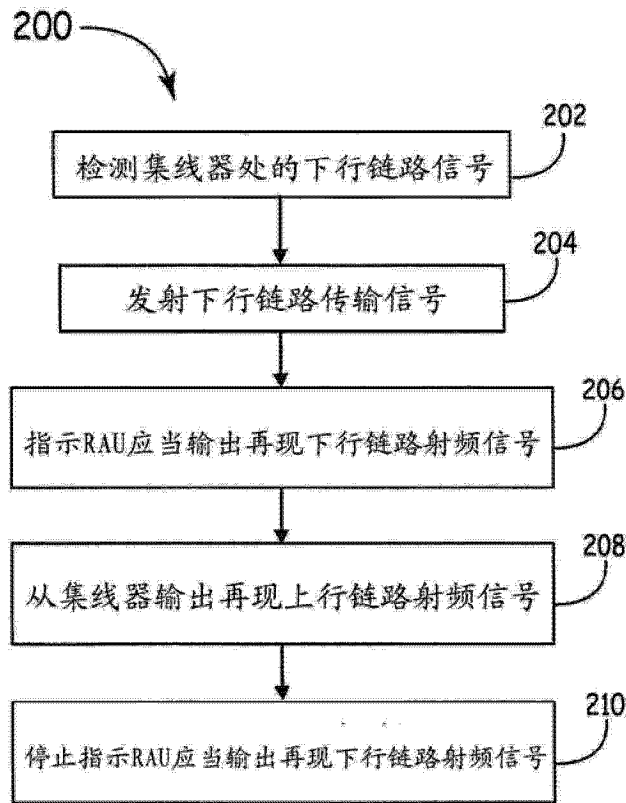 200
202
检测集线器处的下行链路信号
204
发射下行链路传输信号
206
指示RAU应当输出再现下行链路射频信号
208
从集线器输出再现上行链路射频信号
210
停止指示RAU应当输出再现下行链路射频信号